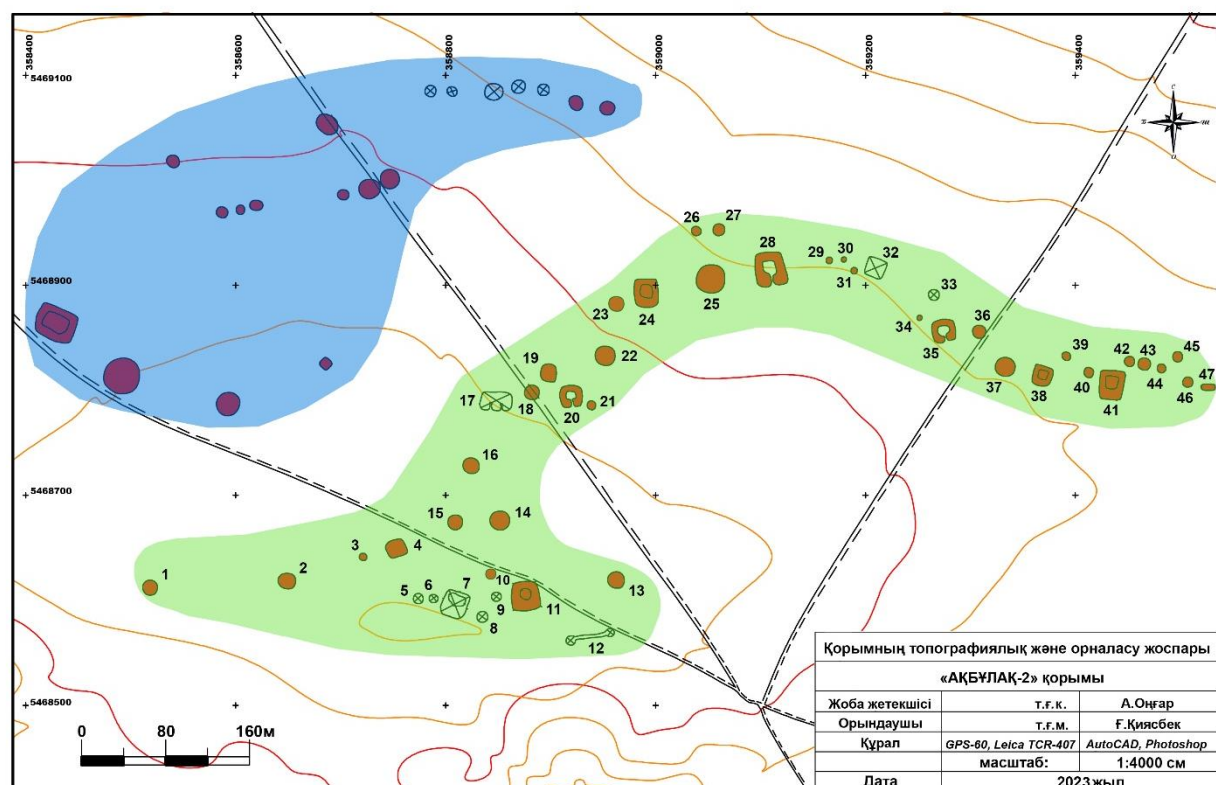 358400
358600
358800
359000
359200
359400
5469100
5468900
5468700
5468500
26 27 28 29 30 32
31
33
25
23 24
34 35 36
39 42 43 45
37 38 40 41 44 46 47
19 22
17 18 20 21
16
15 14
3 4
1 2 5 6 7 10 13
9 11
8
12
0 80 160м
Қорымның топографиялық және орналасу жоспары
«АҚБҰЛАҚ-2» қорымы
Жоба жетекшісі т.ғ.к. А.Оңғар
Орындаушы т.ғ.м. Ғ.Қиясбек
Құрал GPS-60, Leica TCR-407 AutoCAD, Photoshop
масштаб: 1:4000 см
Дата 2023 жыл